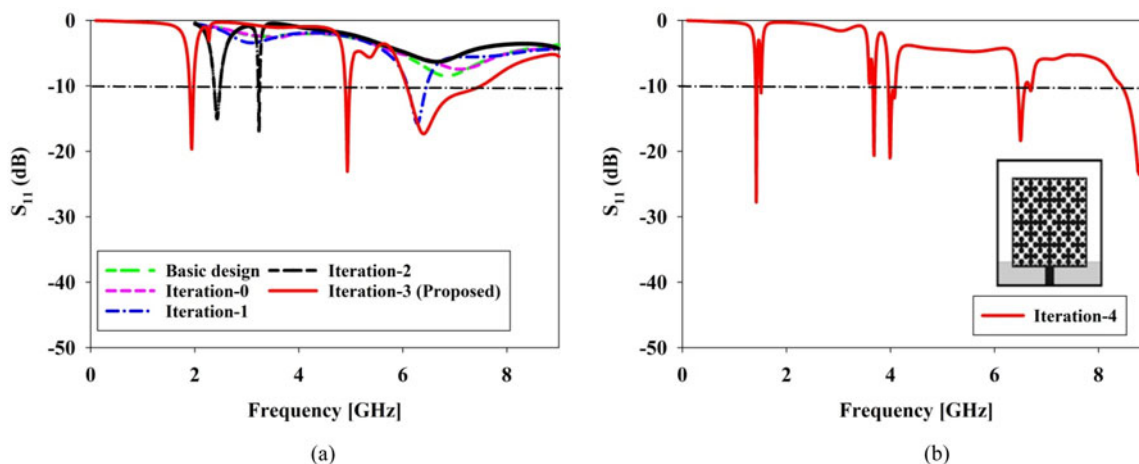 0
-10
-20
-30
-40
-50
S11 (dB)
Basic design
Iteration-0
Iteration-1
Iteration-2
Iteration-3 (Proposed)
0 2 4 6 8
Frequency [GHz]
(a)
0
-10
-20
-30
-40
-50
S11 (dB)
Iteration-4
0 2 4 6 8
Frequency [GHz]
(b)